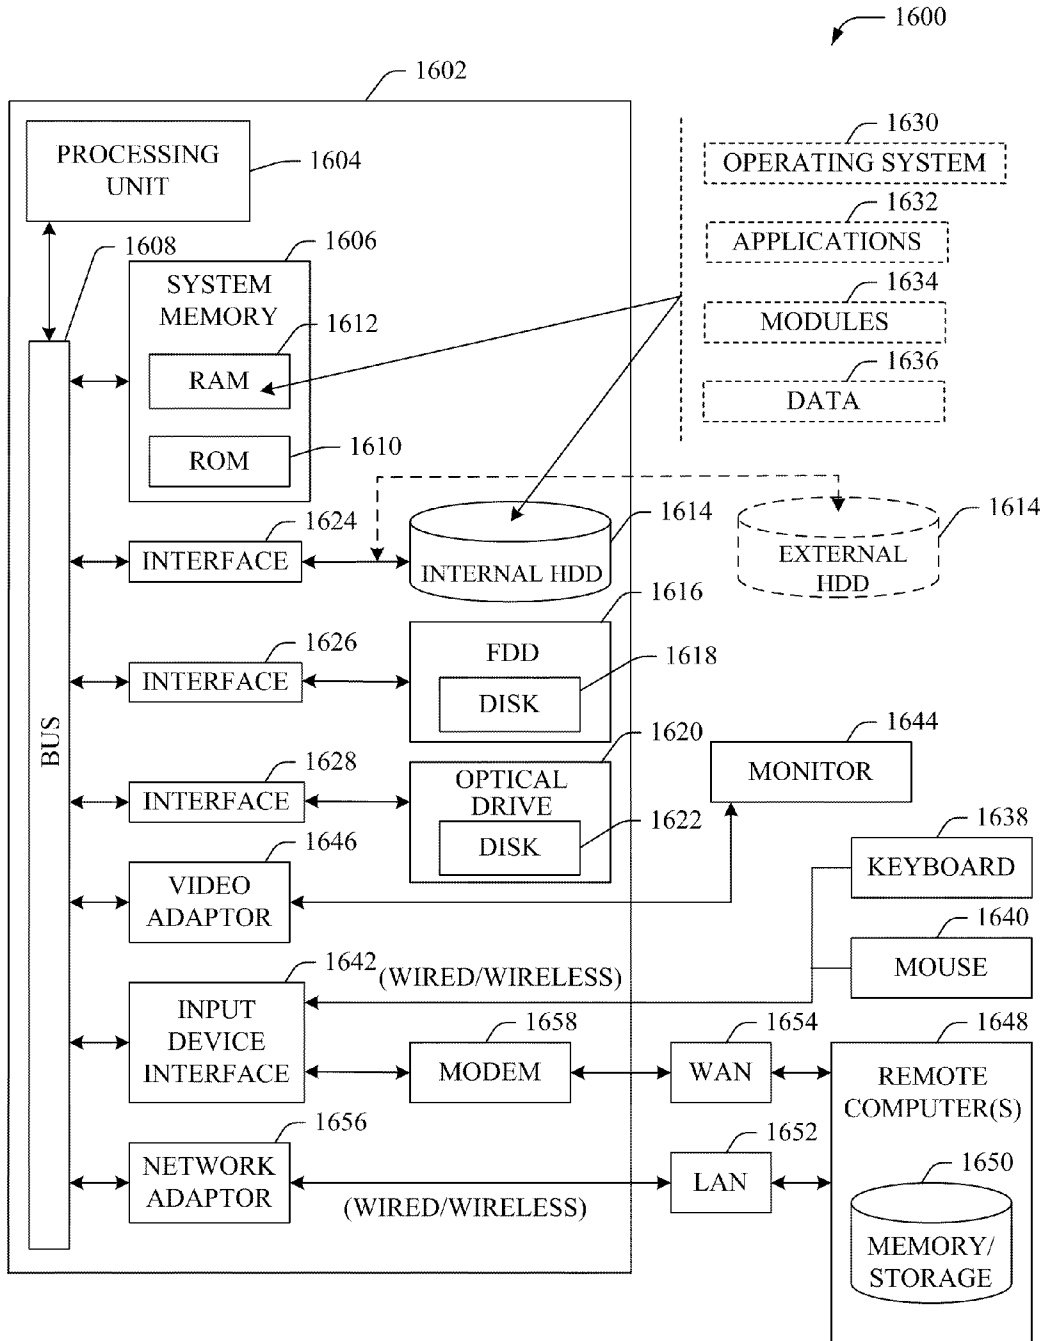 1600
1602
PROCESSING
UNIT
1604
1608
1606
SYSTEM
MEMORY
1612
RAM
1610
ROM
1630
OPERATING SYSTEM
1632
APPLICATIONS
1634
MODULES
1636
DATA
1624
INTERFACE
1614
INTERNAL HDD
1614
EXTERNAL
HDD
1616
FDD
1626
INTERFACE
1618
DISK
BUS
1620
OPTICAL
DRIVE
1628
INTERFACE
1622
DISK
1644
MONITOR
1646
VIDEO
ADAPTOR
1638
KEYBOARD
1640
MOUSE
1642
(WIRED/WIRELESS)
INPUT
DEVICE
INTERFACE
1658
MODEM
1654
WAN
1648
REMOTE
COMPUTER(S)
1656
NETWORK
ADAPTOR
(WIRED/WIRELESS)
1652
LAN
1650
MEMORY/
STORAGE